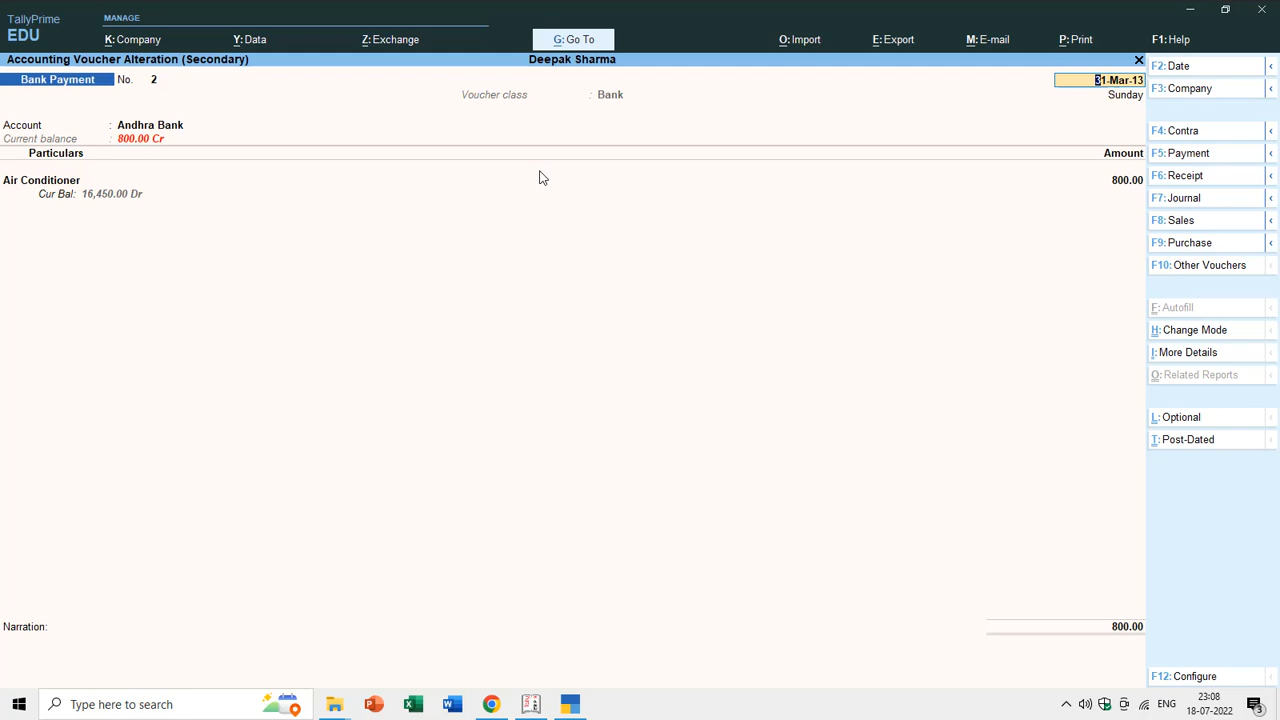 TallyPrime
EDU
MANAGE
K: Company
Y: Data
Z: Exchange
G: Go To
O: Import
E: Export
M: E-mail
P: Print
F1: Help
Accounting Voucher Alteration (Secondary)
Deepak Sharma
Bank Payment No. 2
31-Mar-13
Voucher class : Bank
Sunday
Account : Andhra Bank
Current balance : 800.00 Cr
Particulars
Amount
Air Conditioner
800.00
Cur Bal: 16,450.00 Dr
Narration:
800.00
F2: Date
F3: Company
F4: Contra
F5: Payment
F6: Receipt
F7: Journal
F8: Sales
F9: Purchase
F10: Other Vouchers
F: Autofill
H: Change Mode
I: More Details
O: Related Reports
L: Optional
T: Post-Dated
F12: Configure
Type here to search
ENG
23:08
18-07-2022
3